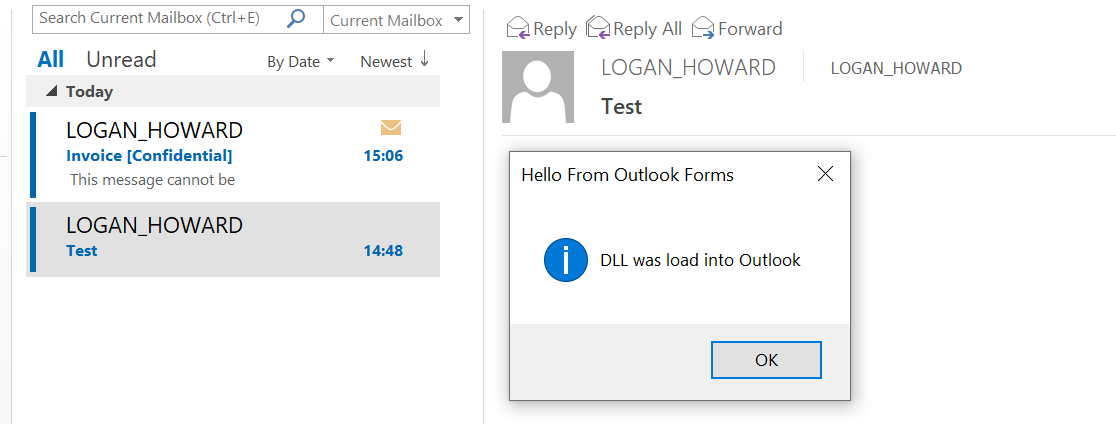 Search Current Mailbox (Ctrl+E)
Current Mailbox
All Unread By Date Newest
Today
LOGAN_HOWARD
Invoice [Confidential] 15:06
This message cannot be
LOGAN_HOWARD
Test 14:48
Reply Reply All Forward
LOGAN_HOWARD LOGAN_HOWARD
Test
Hello From Outlook Forms
DLL was load into Outlook
OK